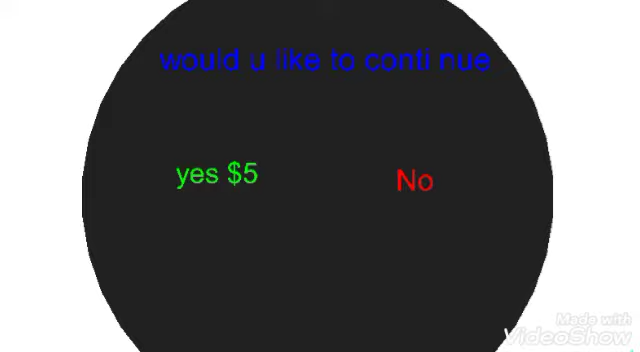 would u like to conti nue
yes $5
No
Made with
VideoShow